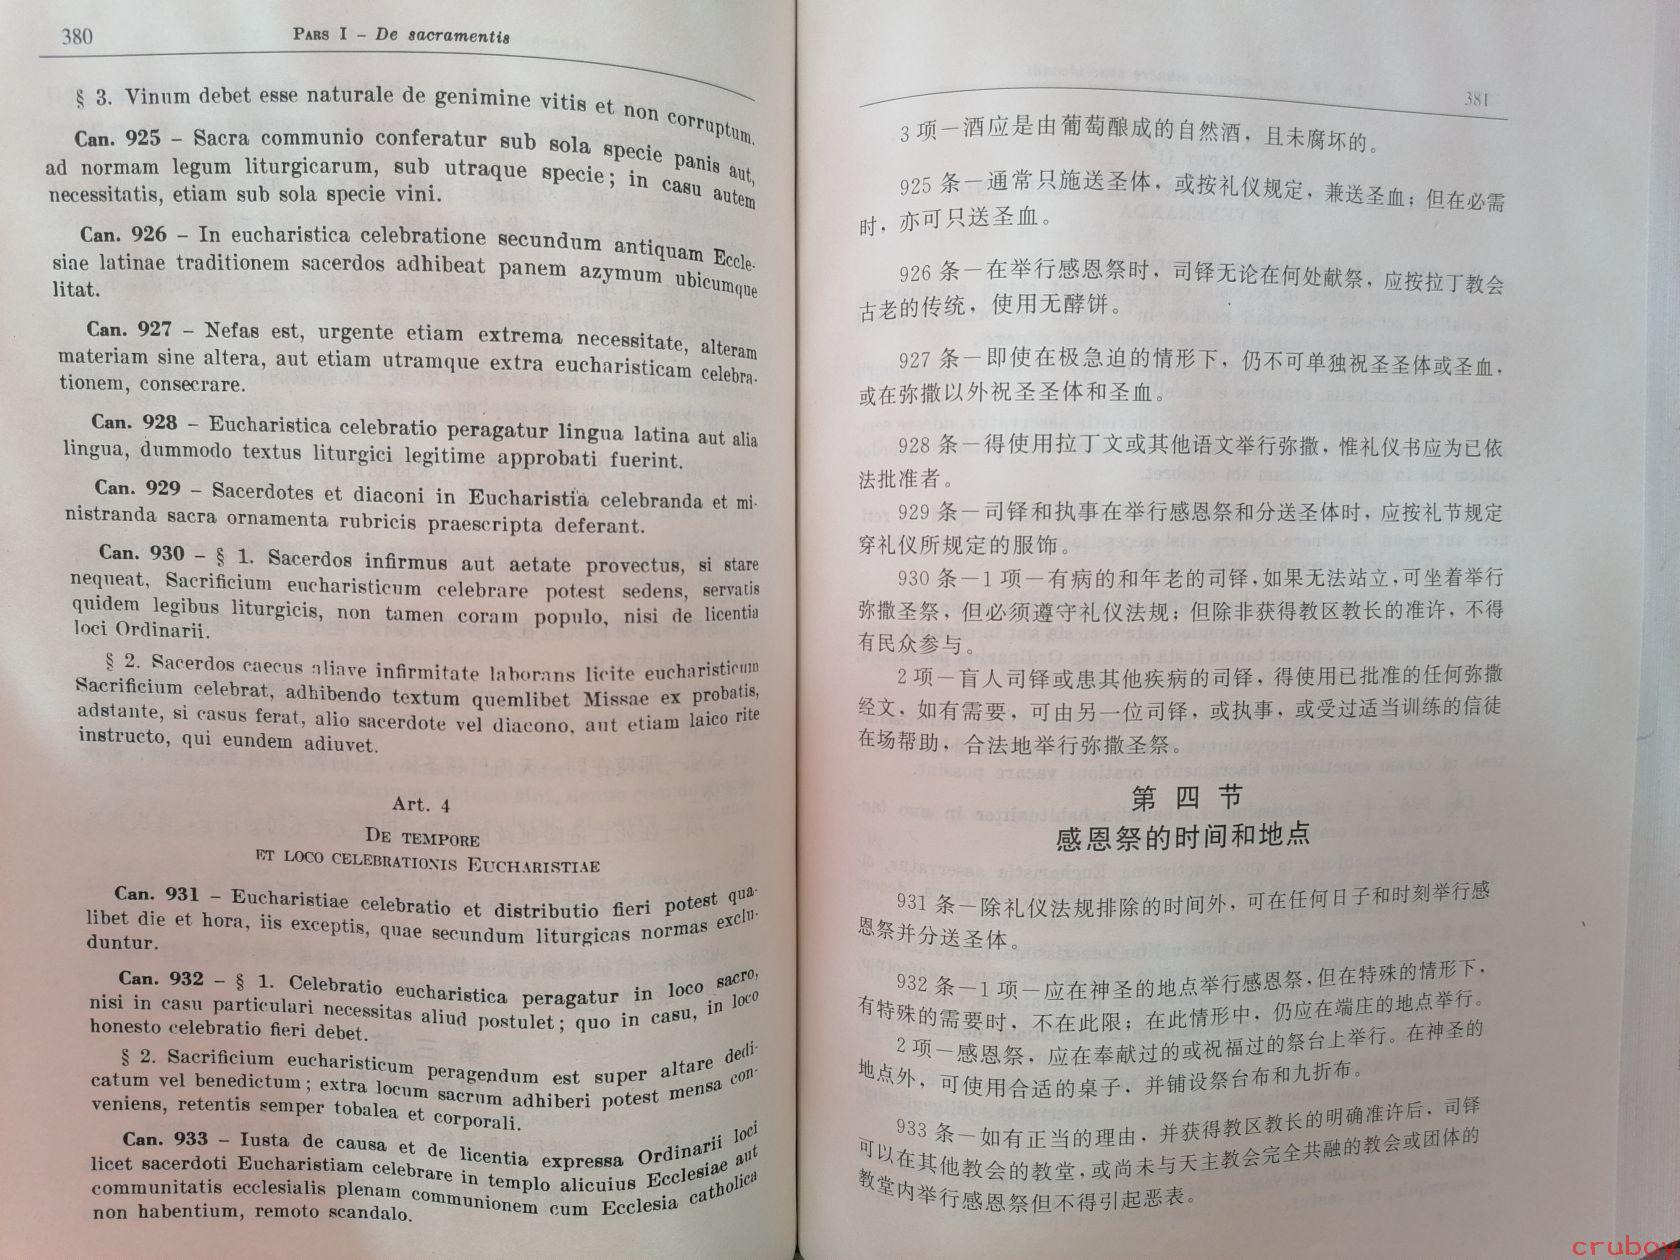 380
PARS I – De sacramentis
§ 3. Vinum debet esse naturale de genimine vitis et non corruptum.
Can. 925 – Sacra communio conferatur sub sola specie panis aut,
ad normam legum liturgicarum, sub utraque specie; in casu autem
necessitatis, etiam sub sola specie vini.
Can. 926 – In eucharistica celebratione secundum antiquam Eccle-
siae latinae traditionem sacerdos adhibeat panem azymum ubicumque
litat.
Can. 927 – Nefas est, urgente etiam extrema necessitate, alteram
materiam sine altera, aut etiam utramque extra eucharisticam celebra-
tionem, consecrare.
Can. 928 – Eucharistica celebratio peragatur lingua latina aut alia
lingua, dummodo textus liturgici legitime approbati fuerint.
Can. 929 – Sacerdotes et diaconi in Eucharistia celebranda et mi-
nistranda sacra ornamenta rubricis praescripta deferant.
Can. 930 – § 1. Sacerdos infirmus aut aetate provectus, si stare
nequeat, Sacrificium eucharisticum celebrare potest sedens, servatis
quidem legibus liturgicis, non tamen coram populo, nisi de licentia
loci Ordinarii.
§ 2. Sacerdos caecus aliave infirmitate laborans licite eucharisticum
Sacrificium celebrat, adhibendo textum quemlibet Missae ex probatis,
adstante, si casus ferat, alio sacerdote vel diacono, aut etiam laico rite
instructo, qui eundem adiuvet.
Art. 4
DE TEMPORE
ET LOCO CELEBRATIONIS EUCHARISTIAE
Can. 931 – Eucharistiae celebratio et distributio fieri potest qua-
libet die et hora, iis exceptis, quae secundum liturgicas normas exclu-
duntur.
Can. 932 – § 1. Celebratio eucharistica peragatur in loco sacro,
nisi in casu particulari necessitas aliud postulet; quo in casu, in loco
honesto celebratio fieri debet.
§ 2. Sacrificium eucharisticum peragendum est super altare dedi-
catum vel benedictum; extra locum sacrum adhiberi potest mensa con-
veniens, retentis semper tobalea et corporali.
Can. 933 – Iusta de causa et de licentia expressa Ordinarii loci
licet sacerdoti Eucharistiam celebrare in templo alicuius Ecclesiae aut
communitatis ecclesialis plenam communionem cum Ecclesia catholica
non habentium, remoto scandalo.
381
3 项－酒应是由葡萄酿成的自然酒，且未腐坏的。
925 条－通常只施送圣体，或按礼仪规定，兼送圣血；但在必需
时，亦可只送圣血。
926 条－在举行感恩祭时，司铎无论在何处献祭，应按拉丁教会
古老的传统，使用无酵饼。
927 条－即使在极急迫的情形下，仍不可单独祝圣圣体或圣血，
或在弥撒以外祝圣圣体和圣血。
928 条－得使用拉丁文或其他语文举行弥撒，惟礼仪书应为已依
法批准者。
929 条－司铎和执事在举行感恩祭和分送圣体时，应按礼节规定
穿礼仪所规定的服饰。
930 条－1 项－有病的和年老的司铎，如果无法站立，可坐着举行
弥撒圣祭，但必须遵守礼仪法规；但除非获得教区教长的准许，不得
有民众参与。
2 项－盲人司铎或患其他疾病的司铎，得使用已批准的任何弥撒
经文，如有需要，可由另一位司铎，或执事，或受过适当训练的信徒
在场帮助，合法地举行弥撒圣祭。
第 四 节
感恩祭的时间和地点
931 条－除礼仪法规排除的时间外，可在任何日子和时刻举行感
恩祭并分送圣体。
932 条－1 项－应在神圣的地点举行感恩祭，但在特殊的情形下，
有特殊的需要时，不在此限；在此情形中，仍应在端庄的地点举行。
2 项－感恩祭，应在奉献过的或祝福过的祭台上举行。在神圣的
地点外，可使用合适的桌子，并铺设祭台布和九折布。
933 条－如有正当的理由，并获得教区教长的明确准许后，司铎
可以在其他教会的教堂，或尚未与天主教会完全共融的教会或团体的
教堂内举行感恩祭但不得引起恶表。
cruboy